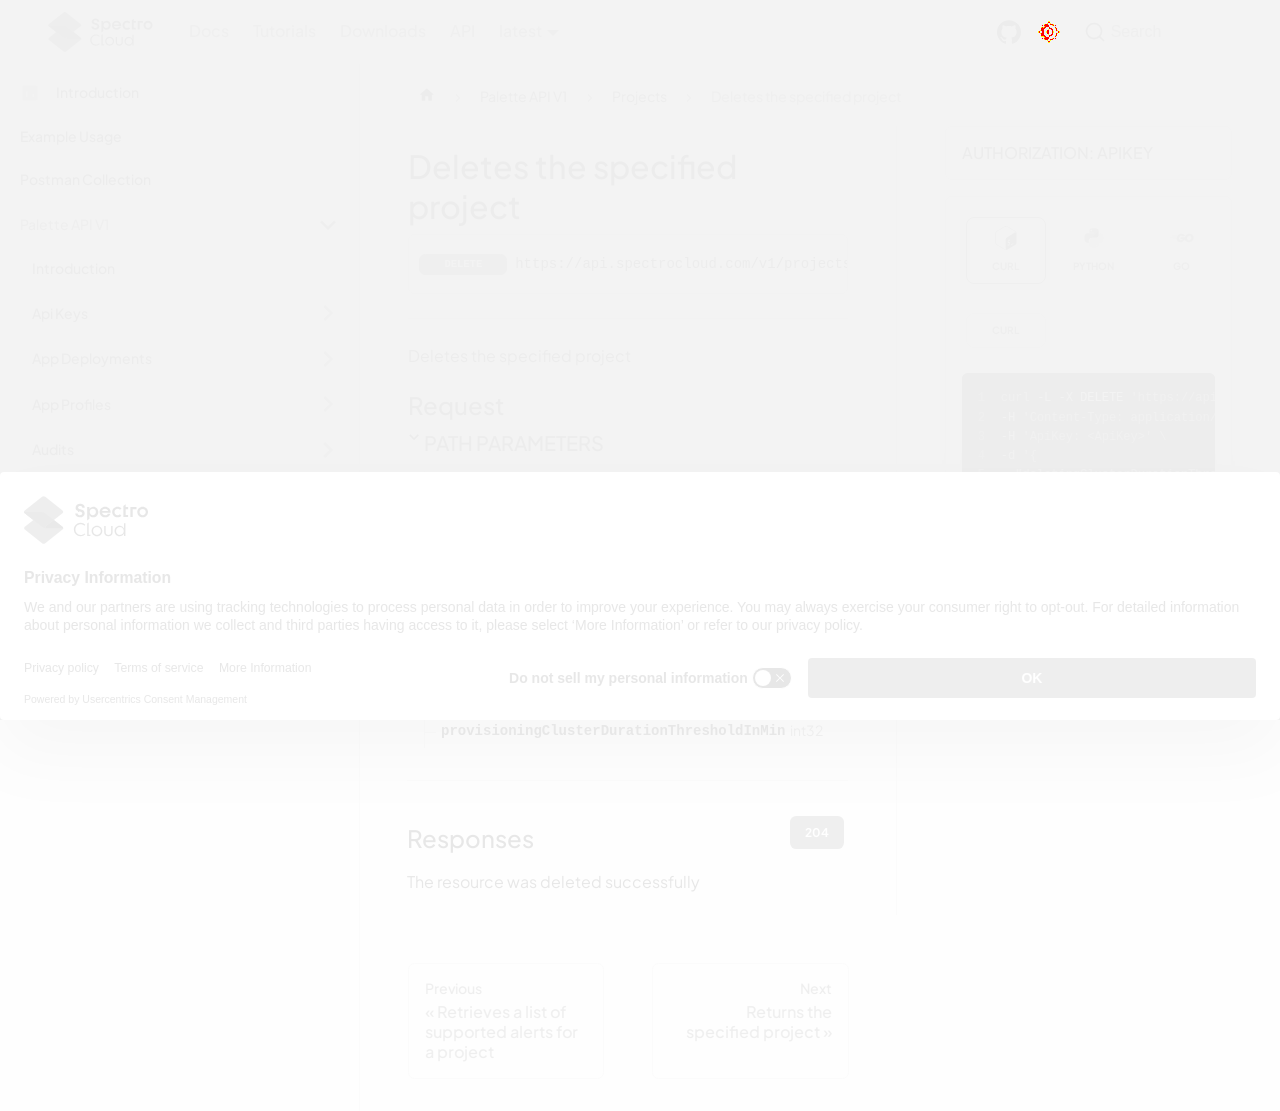 Spectro
Cloud
Docs
Tutorials
Downloads
API
latest
Search
Introduction
Example Usage
Postman Collection
Palette API V1
Introduction
Api Keys
App Deployments
App Profiles
Audits
Palette API V1
Projects
Deletes the specified project
Deletes the specified
project
https://api.spectrocloud.com/v1/projects
Deletes the specified project
Request
PATH PARAMETERS
AUTHORIZATION: APIKEY
CURL
PYTHON
GO
CURL
DELETE
Spectro
Cloud
Privacy Information
We and our partners are using tracking technologies to process personal data in order to improve your experience. You may always exercise your consumer right to opt-out. For detailed information
about personal information we collect and third parties having access to it, please select ‘More Information’ or refer to our privacy policy.
Privacy policy
Terms of service
More Information
Do not sell my personal information
OK
Powered by Usercentrics Consent Management
provisioningClusterDurationThresholdInMin int32
Responses
204
The resource was deleted successfully
Previous
« Retrieves a list of
supported alerts for
a project
Next
Returns the
specified project »